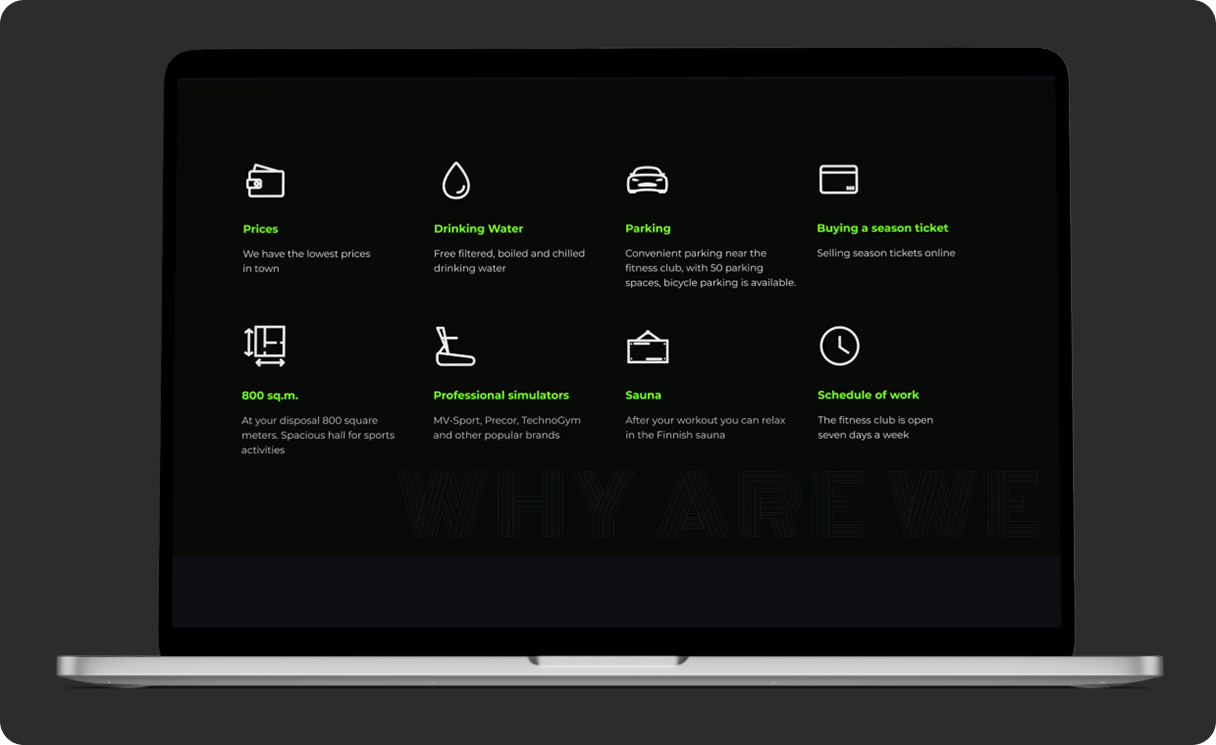 Prices
We have the lowest prices
in town
Drinking Water
Free filtered, boiled and chilled
drinking water
Parking
Convenient parking near the
fitness club, with 50 parking
spaces, bicycle parking is available.
Buying a season ticket
Selling season tickets online
800 sq.m.
At your disposal 800 square
meters. Spacious hall for sports
activities
Professional simulators
MV-Sport, Precor, TechnoGym
and other popular brands
Sauna
After your workout you can relax
in the Finnish sauna
Schedule of work
The fitness club is open
seven days a week
WHY ARE WE